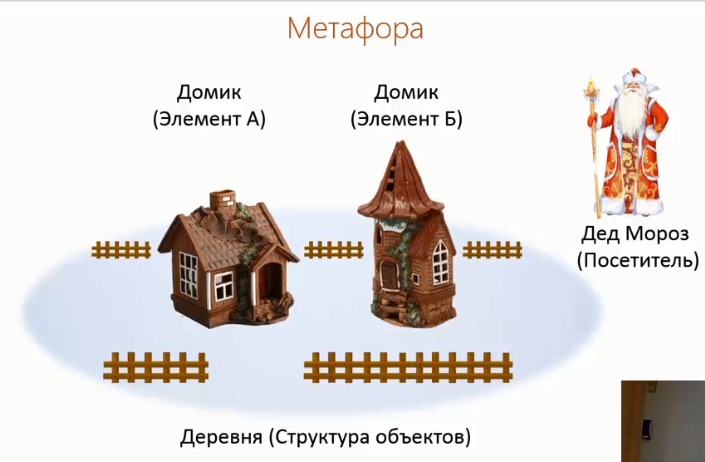 Метафора
Домик
(Элемент А)
Домик
(Элемент Б)
Дед Мороз
(Посетитель)
Деревня (Структура объектов)